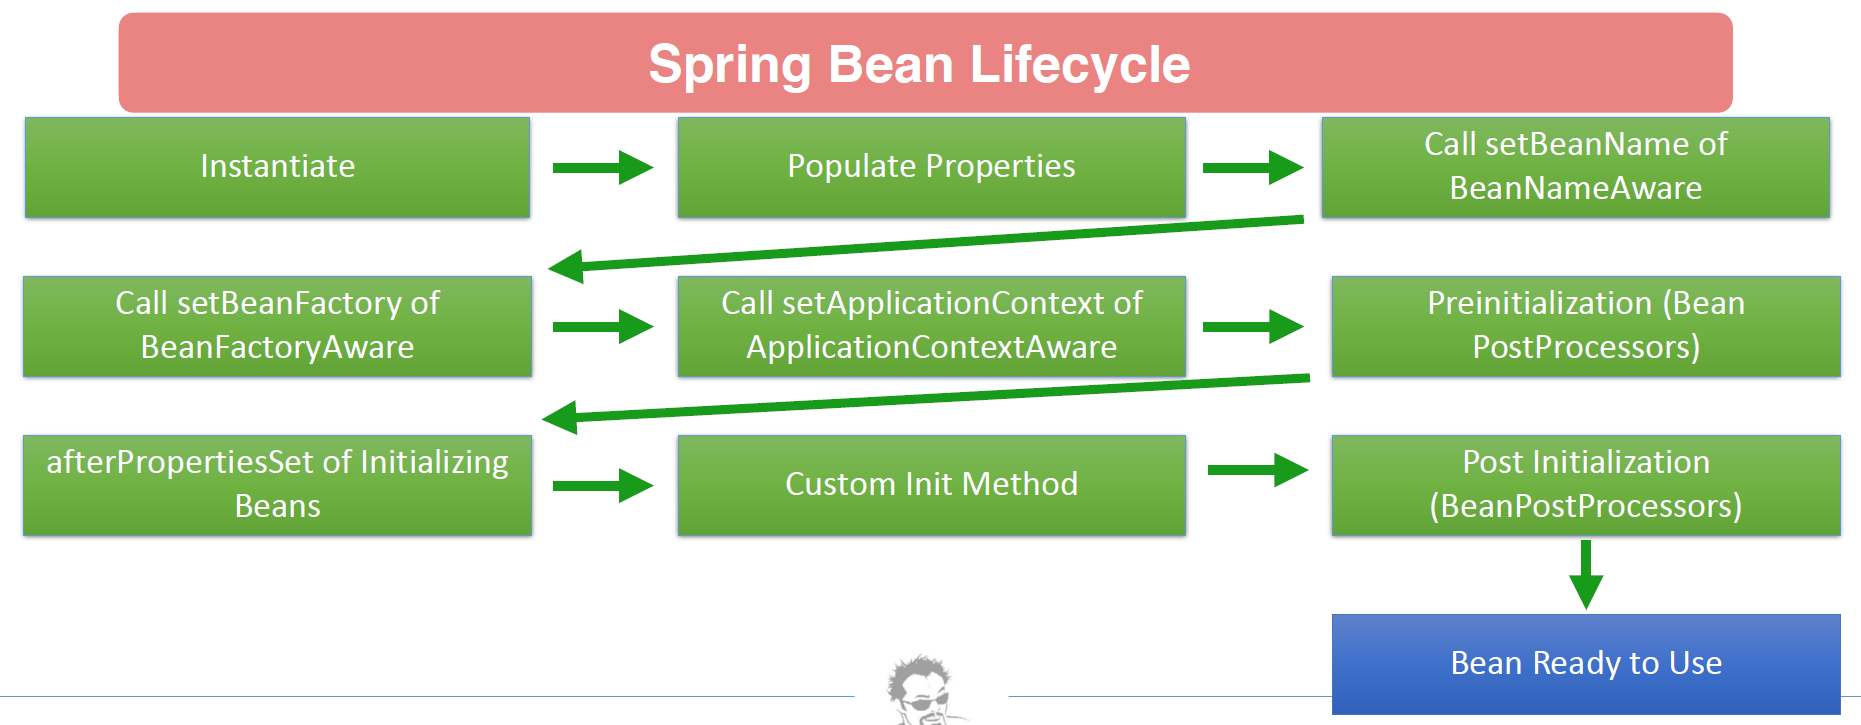 Spring Bean Lifecycle
Instantiate
Populate Properties
Call setBeanName of
BeanNameAware
Call setBeanFactory of
BeanFactoryAware
Call setApplicationContext of
ApplicationContextAware
Preinitialization (Bean
PostProcessors)
afterPropertiesSet of Initializing
Beans
Custom Init Method
Post Initialization
(BeanPostProcessors)
Bean Ready to Use